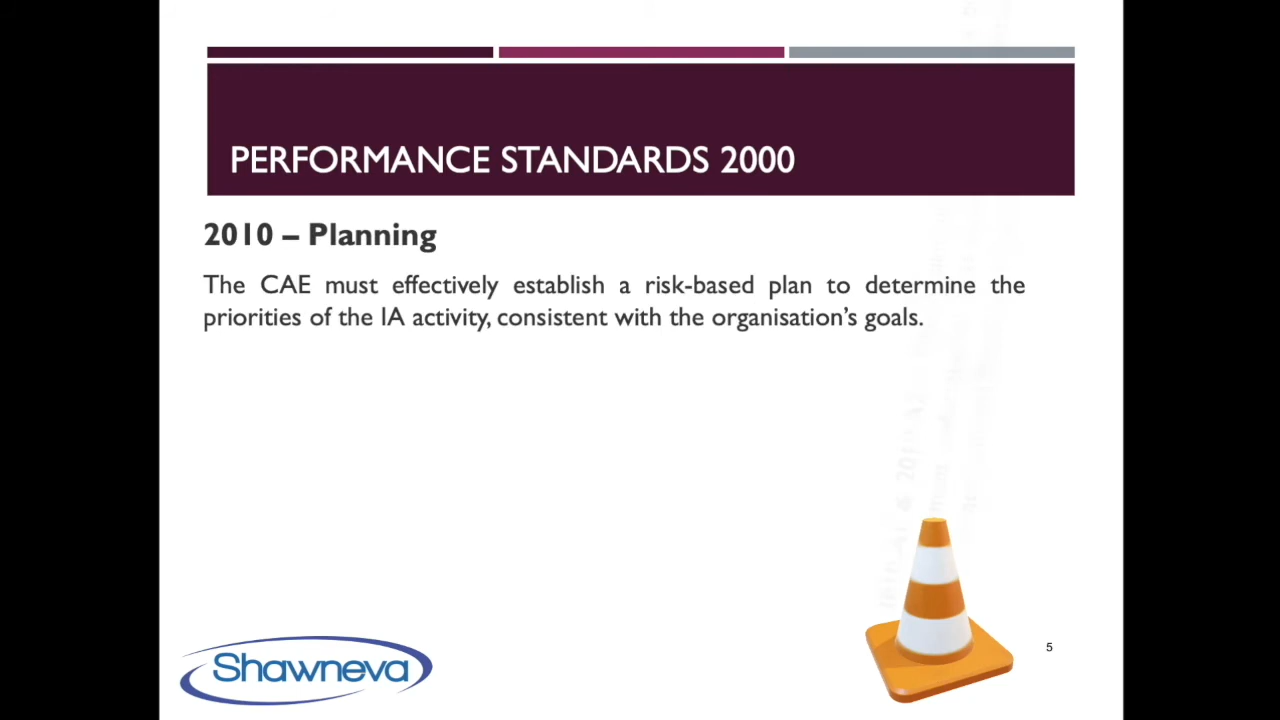 PERFORMANCE STANDARDS 2000
2010 – Planning
The CAE must effectively establish a risk-based plan to determine the
priorities of the IA activity, consistent with the organisation’s goals.
Shawneva
5